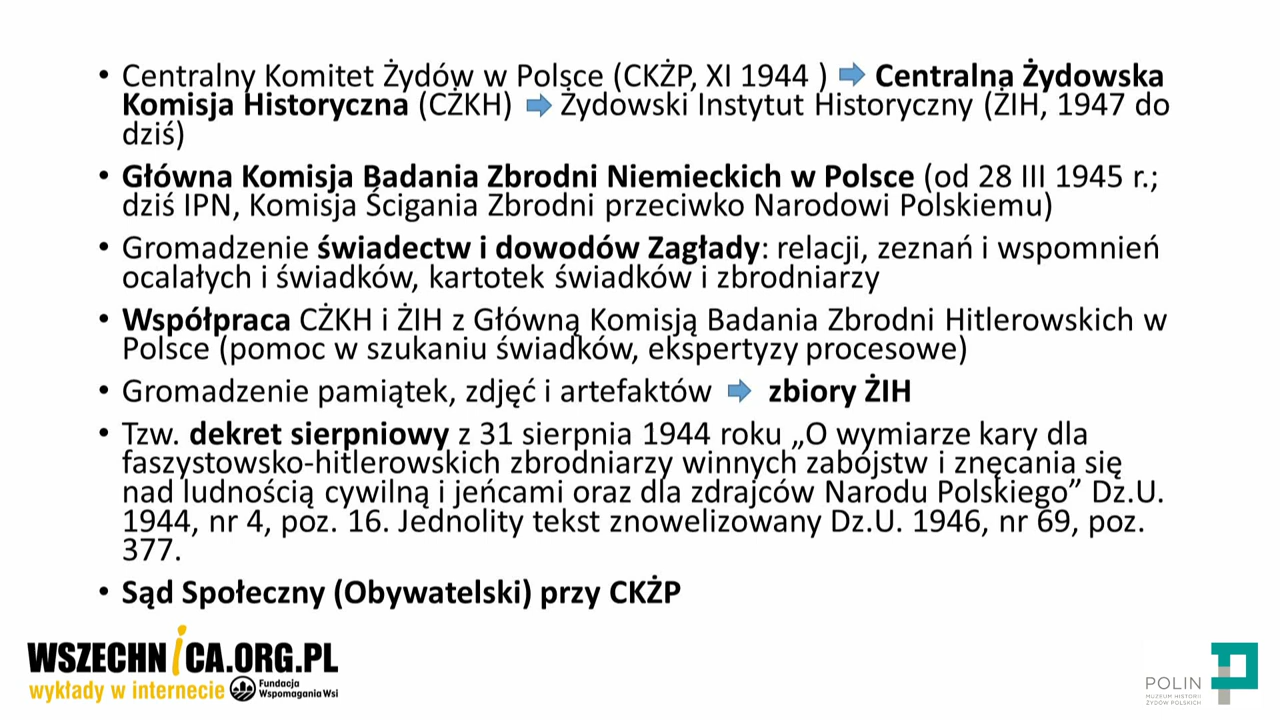 • Centralny Komitet Żydów w Polsce (CKŻP, XI 1944 ) ➡ Centralna Żydowska
Komisja Historyczna (CŻKH) ➡ Żydowski Instytut Historyczny (ŻIH, 1947 do
dziś)
• Główna Komisja Badania Zbrodni Niemieckich w Polsce (od 28 III 1945 r.;
dziś IPN, Komisja Ścigania Zbrodni przeciwko Narodowi Polskiemu)
• Gromadzenie świadectw i dowodów Zagłady: relacji, zeznań i wspomnień
ocalałych i świadków, kartotek świadków i zbrodniarzy
• Współpraca CŻKH i ŻIH z Główną Komisją Badania Zbrodni Hitlerowskich w
Polsce (pomoc w szukaniu świadków, ekspertyzy procesowe)
• Gromadzenie pamiątek, zdjęć i artefaktów ➡ zbiory ŻIH
• Tzw. dekret sierpniowy z 31 sierpnia 1944 roku „O wymiarze kary dla
faszystowsko-hitlerowskich zbrodniarzy winnych zabójstw i znęcania się
nad ludnością cywilną i jeńcami oraz dla zdrajców Narodu Polskiego” Dz.U.
1944, nr 4, poz. 16. Jednolity tekst znowelizowany Dz.U. 1946, nr 69, poz.
377.
• Sąd Społeczny (Obywatelski) przy CKŻP
WSZECHNiCA.ORG.PL
wykłady w internecie
Fundacja
Wspomagania Wsi
POLIN
MUZEUM HISTORII
ŻYDÓW POLSKICH